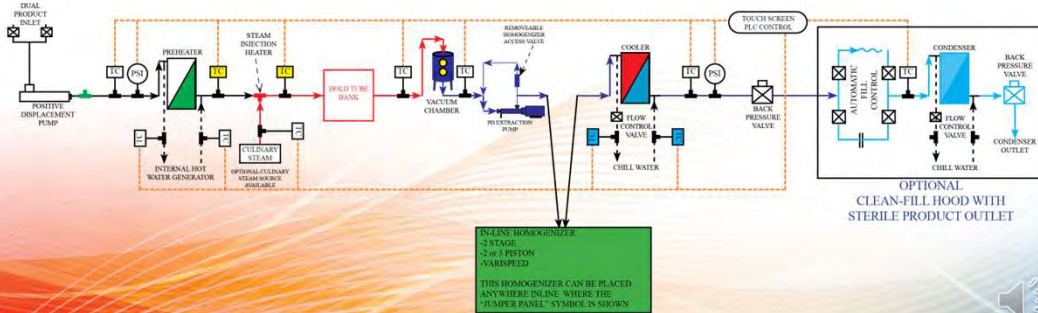 DUAL
PRODUCT
INLET
POSITIVE
DISPLACEMENT
PUMP
PSI
PREHEATER
TC
TC
INTERNAL HOT
WATER GENERATOR
STEAM
INJECTION
HEATER
TC
TC
TC
CULINARY
STEAM
OPTIONAL CULINARY
STEAM SOURCE
AVAILABLE
HOLD TUBE
BANK
TC
VACUUM
CHAMBER
TC
REMOVEABLE
HOMOGENIZER
ACCESS VALVE
PD EXTRACTION
PUMP
COOLER
TC
FLOW
CONTROL
VALVE
TC
CHILL WATER
TC
PSI
TOUCH SCREEN
PLC CONTROL
BACK
PRESSURE
VALVE
AUTOMATIC
FILL
CONTROL
TC
CONDENSER
FLOW
CONTROL
VALVE
CHILL WATER
BACK
PRESSURE
VALVE
CONDENSER
OUTLET
OPTIONAL
CLEAN-FILL HOOD WITH
STERILE PRODUCT OUTLET
IN-LINE HOMOGENIZER
-2 STAGE
-2 or 3 PISTON
-VARISPEED
THIS HOMOGENIZER CAN BE PLACED
ANYWHERE INLINE WHERE THE
"JUMPER PANEL" SYMBOL IS SHOWN